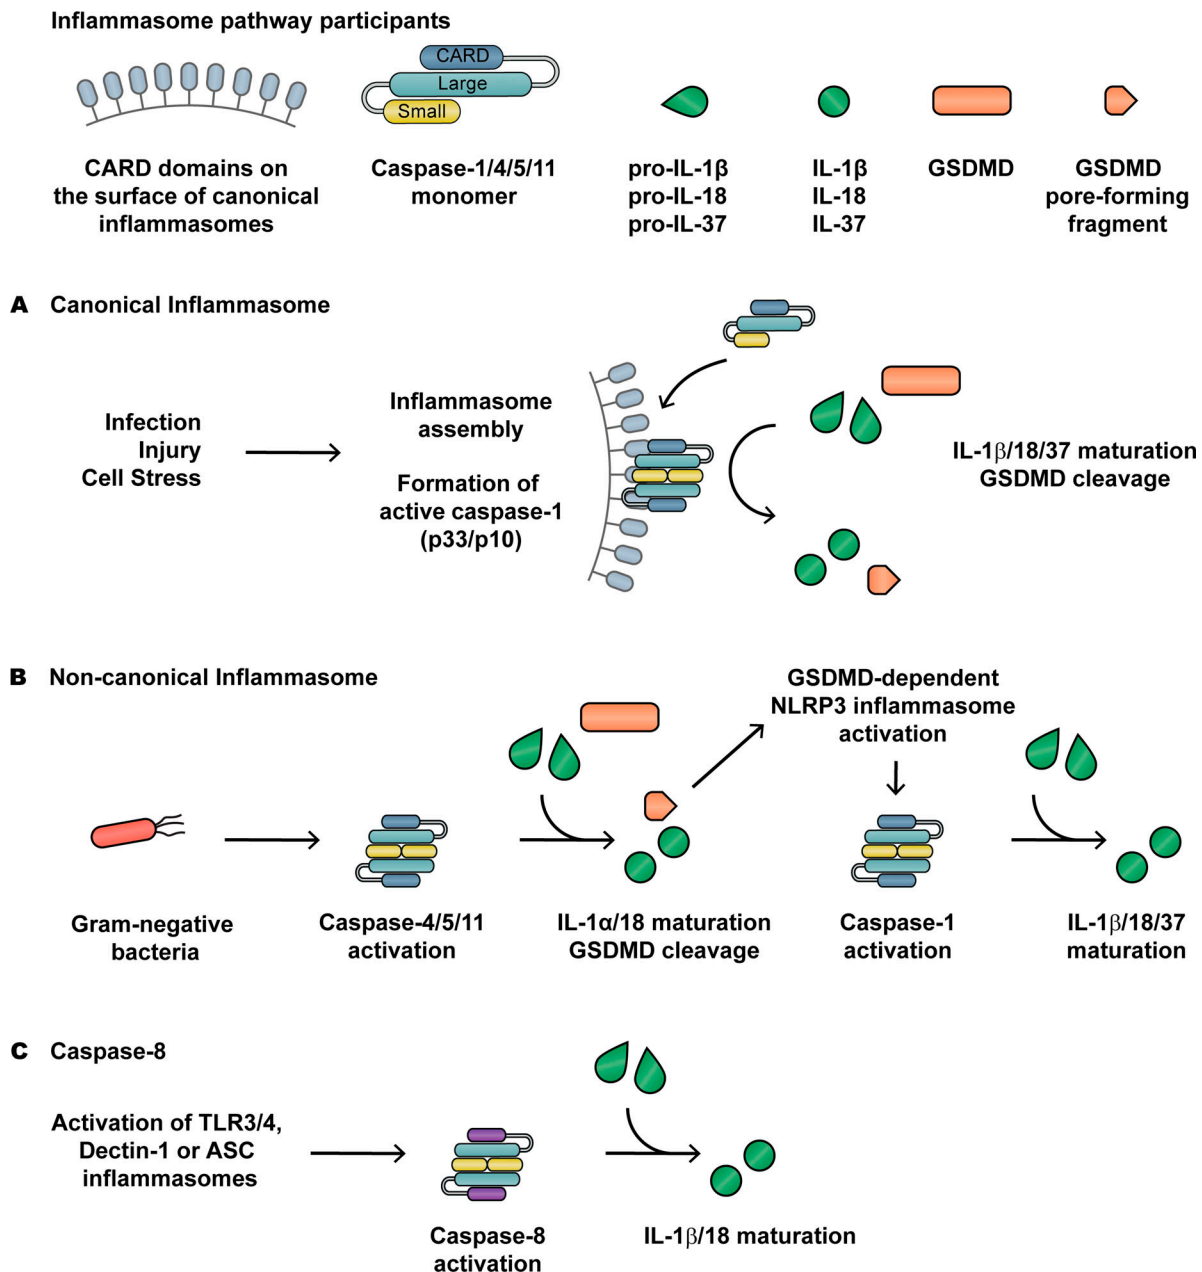 Inflammasome pathway participants
CARD
Large
Small
CARD domains on
the surface of canonical
inflammasomes
Caspase-1/4/5/11
monomer
pro-IL-1β
pro-IL-18
pro-IL-37
IL-1β
IL-18
IL-37
GSDMD
GSDMD
pore-forming
fragment
A Canonical Inflammasome
Infection
Injury
Cell Stress
Inflammasome
assembly
Formation of
active caspase-1
(p33/p10)
IL-1β/18/37 maturation
GSDMD cleavage
B Non-canonical Inflammasome
GSDMD-dependent
NLRP3 inflammasome
activation
Gram-negative
bacteria
Caspase-4/5/11
activation
IL-1α/18 maturation
GSDMD cleavage
Caspase-1
activation
IL-1β/18/37
maturation
C Caspase-8
Activation of TLR3/4,
Dectin-1 or ASC
inflammasomes
Caspase-8
activation
IL-1β/18 maturation